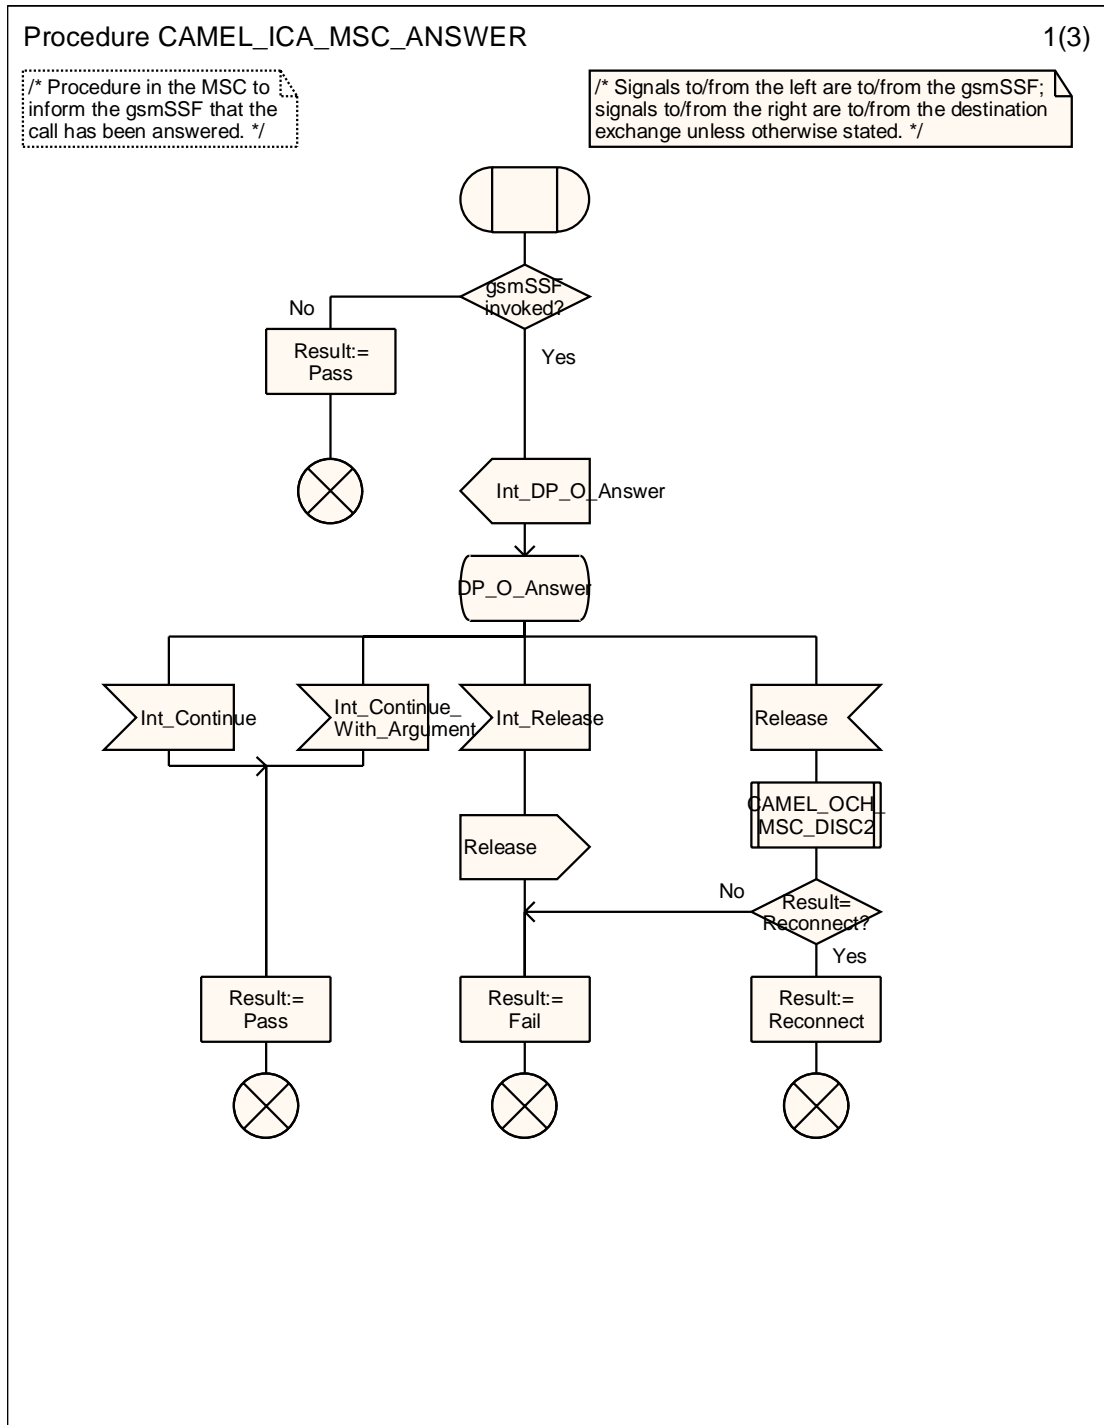 Procedure CAMEL_ICA_MSC_ANSWER
1(3)
/* Procedure in the MSC to
inform the gsmSSF that the
call has been answered. */
/* Signals to/from the left are to/from the gsmSSF;
signals to/from the right are to/from the destination
exchange unless otherwise stated. */
gsmSSF
invoked?
No
Yes
Result:=
Pass
Int_DP_O_Answer
DP_O_Answer
Int_Continue
Int_Continue_
With_Argument
Int_Release
Release
CAMEL_OCH_
MSC_DISC2
Release
No
Result=
Reconnect?
Yes
Result:=
Pass
Result:=
Fail
Result:=
Reconnect